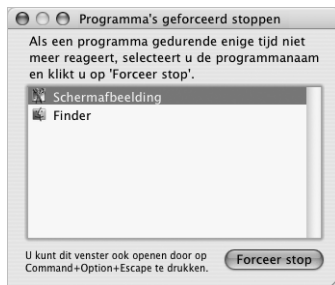 Programma's geforceerd stoppen
Als een programma gedurende enige tijd niet
meer reageert, selecteert u de programmanaam
en klikt u op 'Forceer stop'.
Schermafbeelding
Finder
U kunt dit venster ook openen door op
Command+Option+Escape te drukken.
Forceer stop